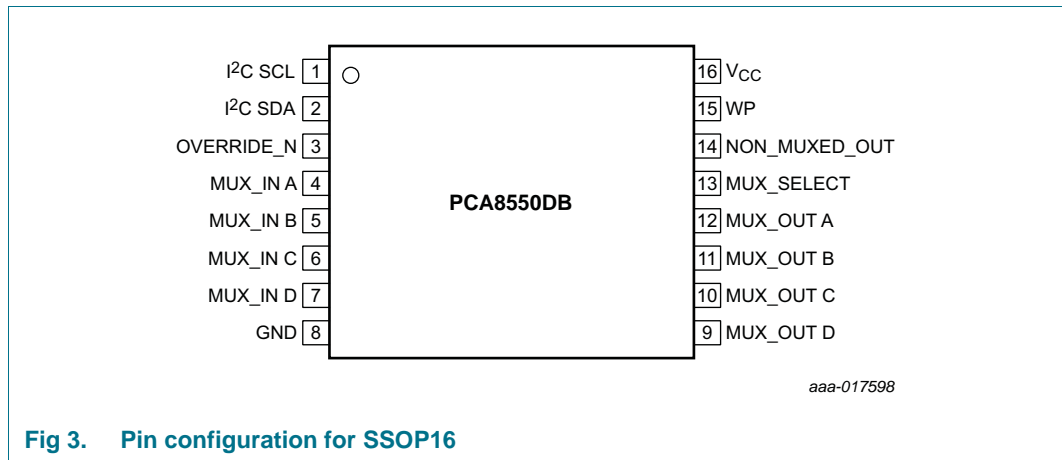 I²C SCL 1
I²C SDA 2
OVERRIDE_N 3
MUX_IN A 4
MUX_IN B 5
MUX_IN C 6
MUX_IN D 7
GND 8
PCA8550DB
16 VCC
15 WP
14 NON_MUXED_OUT
13 MUX_SELECT
12 MUX_OUT A
11 MUX_OUT B
10 MUX_OUT C
9 MUX_OUT D
aaa-017598
Fig 3. Pin configuration for SSOP16